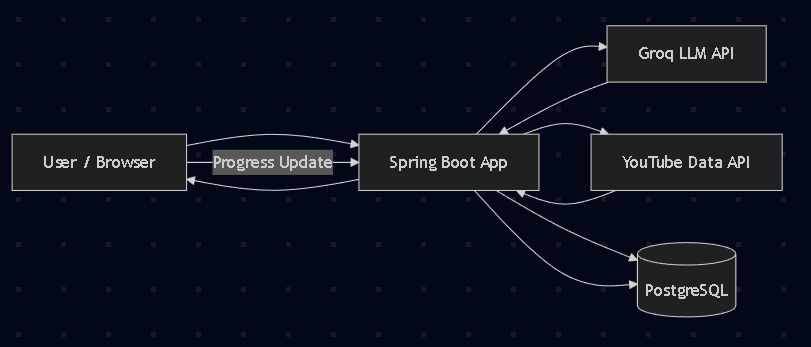 Groq LLM API
User / Browser
Progress Update
Spring Boot App
YouTube Data API
PostgreSQL